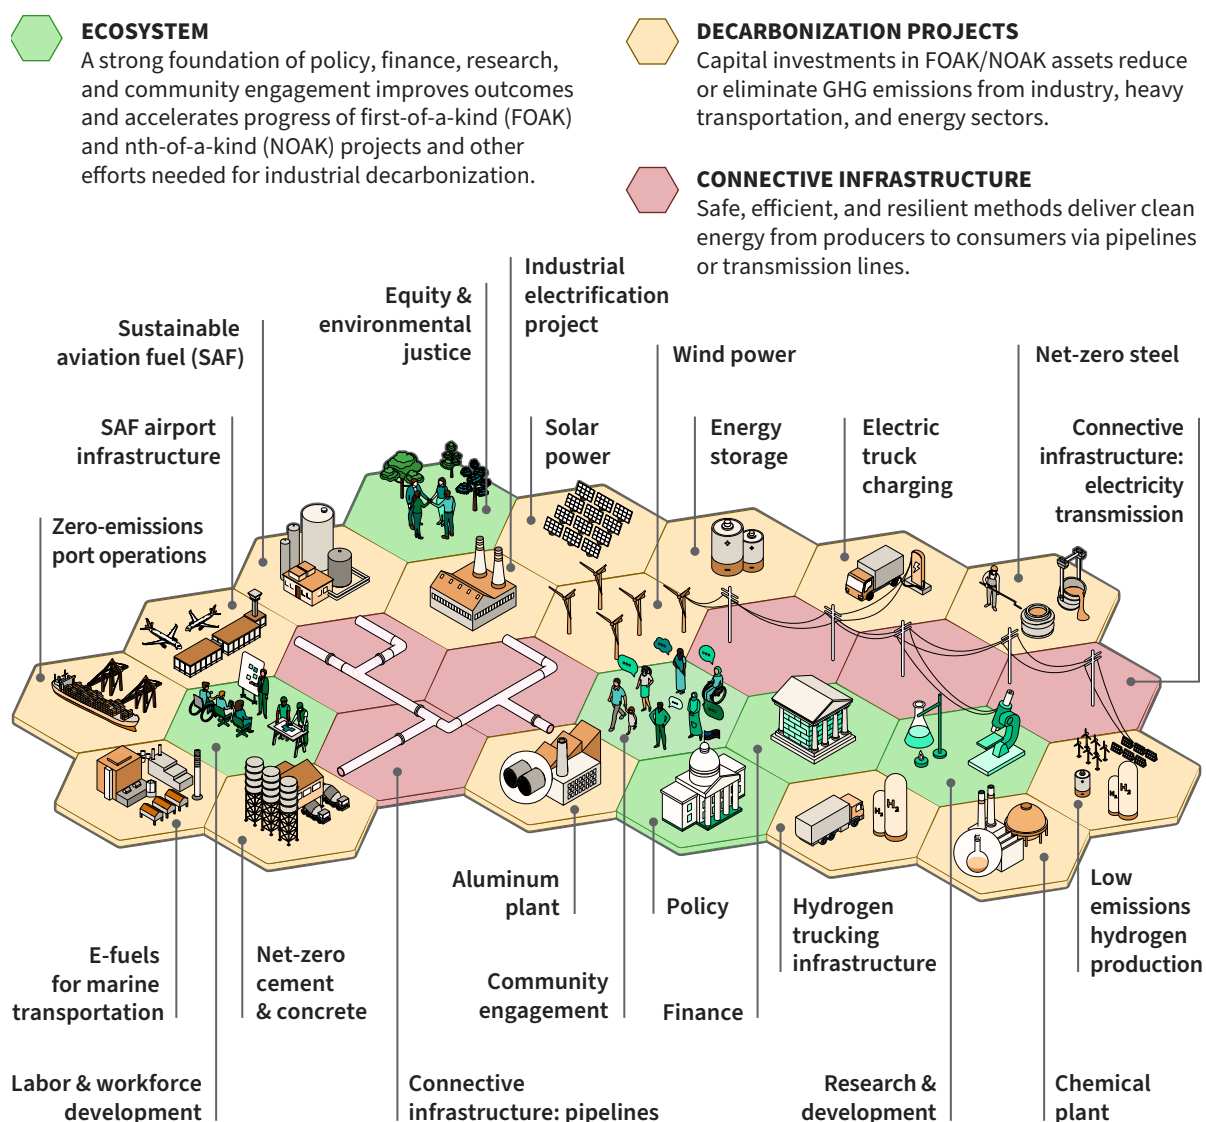 ECOSYSTEM
A strong foundation of policy, finance, research,
and community engagement improves outcomes
and accelerates progress of first-of-a-kind (FOAK)
and nth-of-a-kind (NOAK) projects and other
efforts needed for industrial decarbonization.
DECARBONIZATION PROJECTS
Capital investments in FOAK/NOAK assets reduce
or eliminate GHG emissions from industry, heavy
transportation, and energy sectors.
CONNECTIVE INFRASTRUCTURE
Safe, efficient, and resilient methods deliver clean
energy from producers to consumers via pipelines
or transmission lines.
Industrial
electrification
project
Equity &
environmental
justice
Sustainable
aviation fuel (SAF)
Wind power
Net-zero steel
SAF airport
infrastructure
Solar
power
Energy
storage
Electric
truck
charging
Connective
infrastructure:
electricity
transmission
Zero-emissions
port operations
H₂
H₂
H₂
H₂
Aluminum
plant
Policy
Hydrogen
trucking
infrastructure
Low
emissions
hydrogen
production
E-fuels
for marine
transportation
Net-zero
cement
& concrete
Community
engagement
Finance
Labor & workforce
development
Connective
infrastructure: pipelines
Research &
development
Chemical
plant